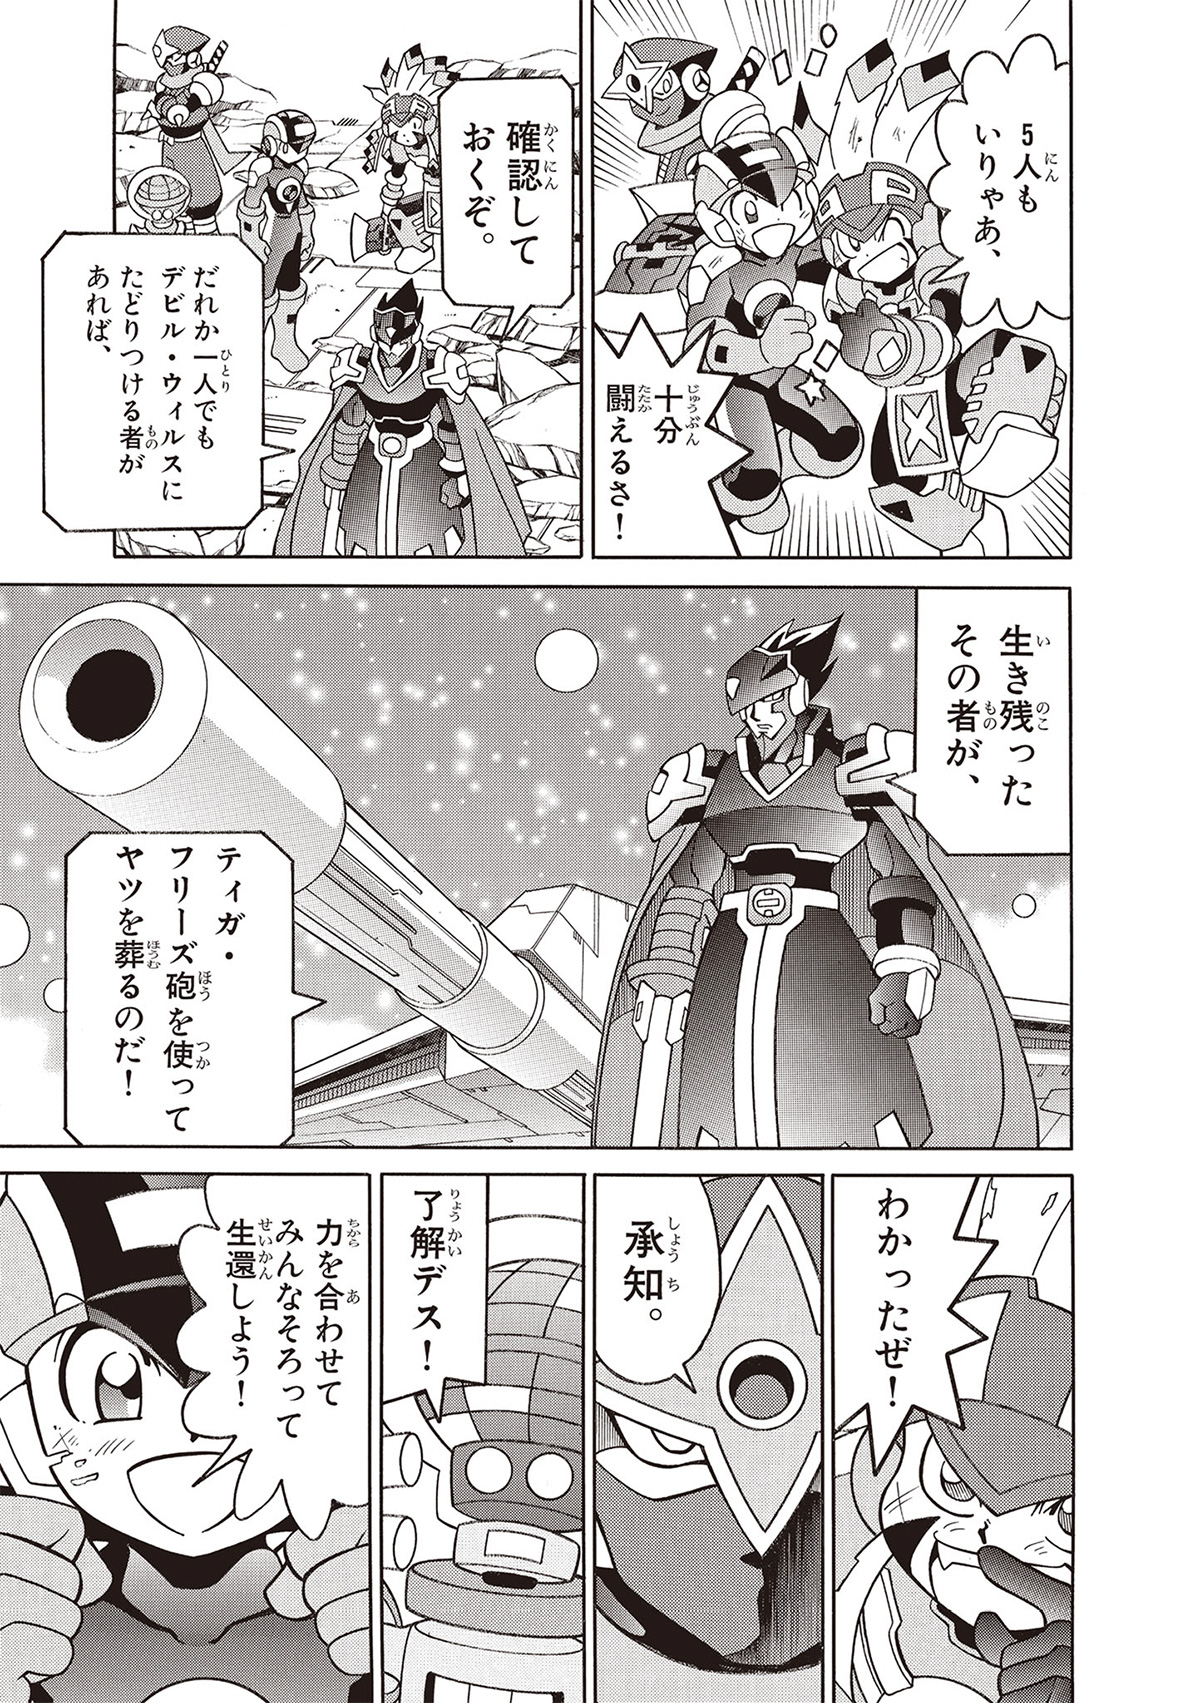 5人も
いりゃあ、
十分
闘えるさ！
確認して
おくぞ。
だれか一人でも
デビル・ウィルスに
たどりつける者が
あれば、
生き残った
その者が、
ティガ・
フリーズ砲を使って
ヤツを葬るのだ！
わかったぜ！
承知。
了解デス！
力を合わせて
みんなそろって
生還しよう！